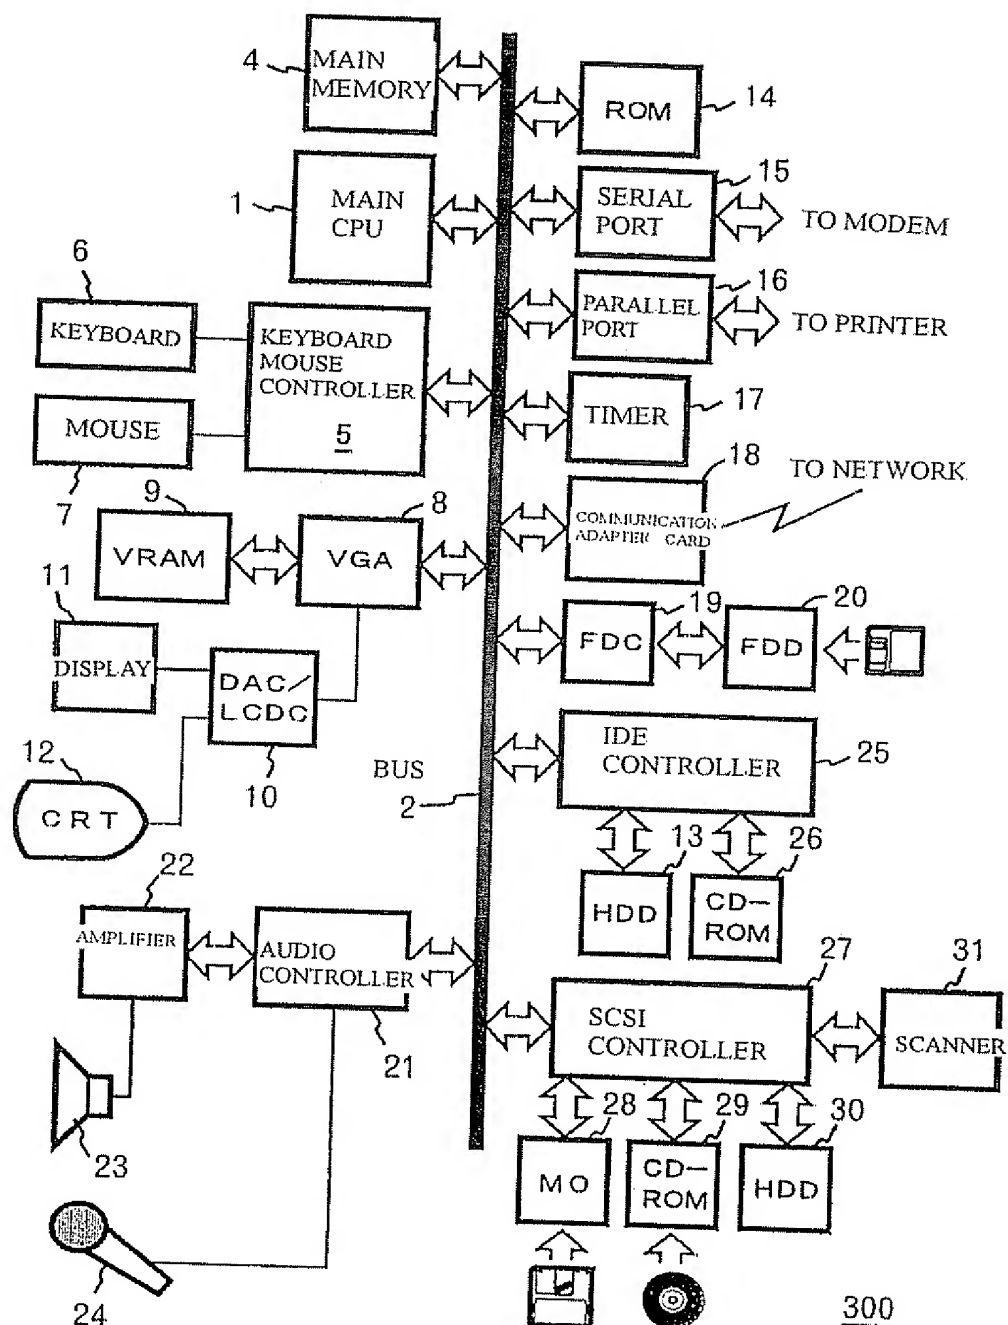 4
MAIN
MEMORY
ROM
14
1
MAIN
CPU
15
SERIAL
PORT
TO MODEM
6
KEYBOARD
KEYBOARD
MOUSE
CONTROLLER
5
16
PARALLEL
PORT
TO PRINTER
MOUSE
7
TIMER
17
18
TO NETWORK
COMMUNICATION
ADAPTER CARD
9
VRAM
8
VGA
11
DISPLAY
DAC/
LCDC
10
19
FDC
20
FDD
12
CRT
BUS
2
IDE
CONTROLLER
25
13
HDD
26
CD-
ROM
22
AMPLIFIER
AUDIO
CONTROLLER
21
27
SCSI
CONTROLLER
31
SCANNER
23
28
MO
29
CD-
ROM
30
HDD
24
300